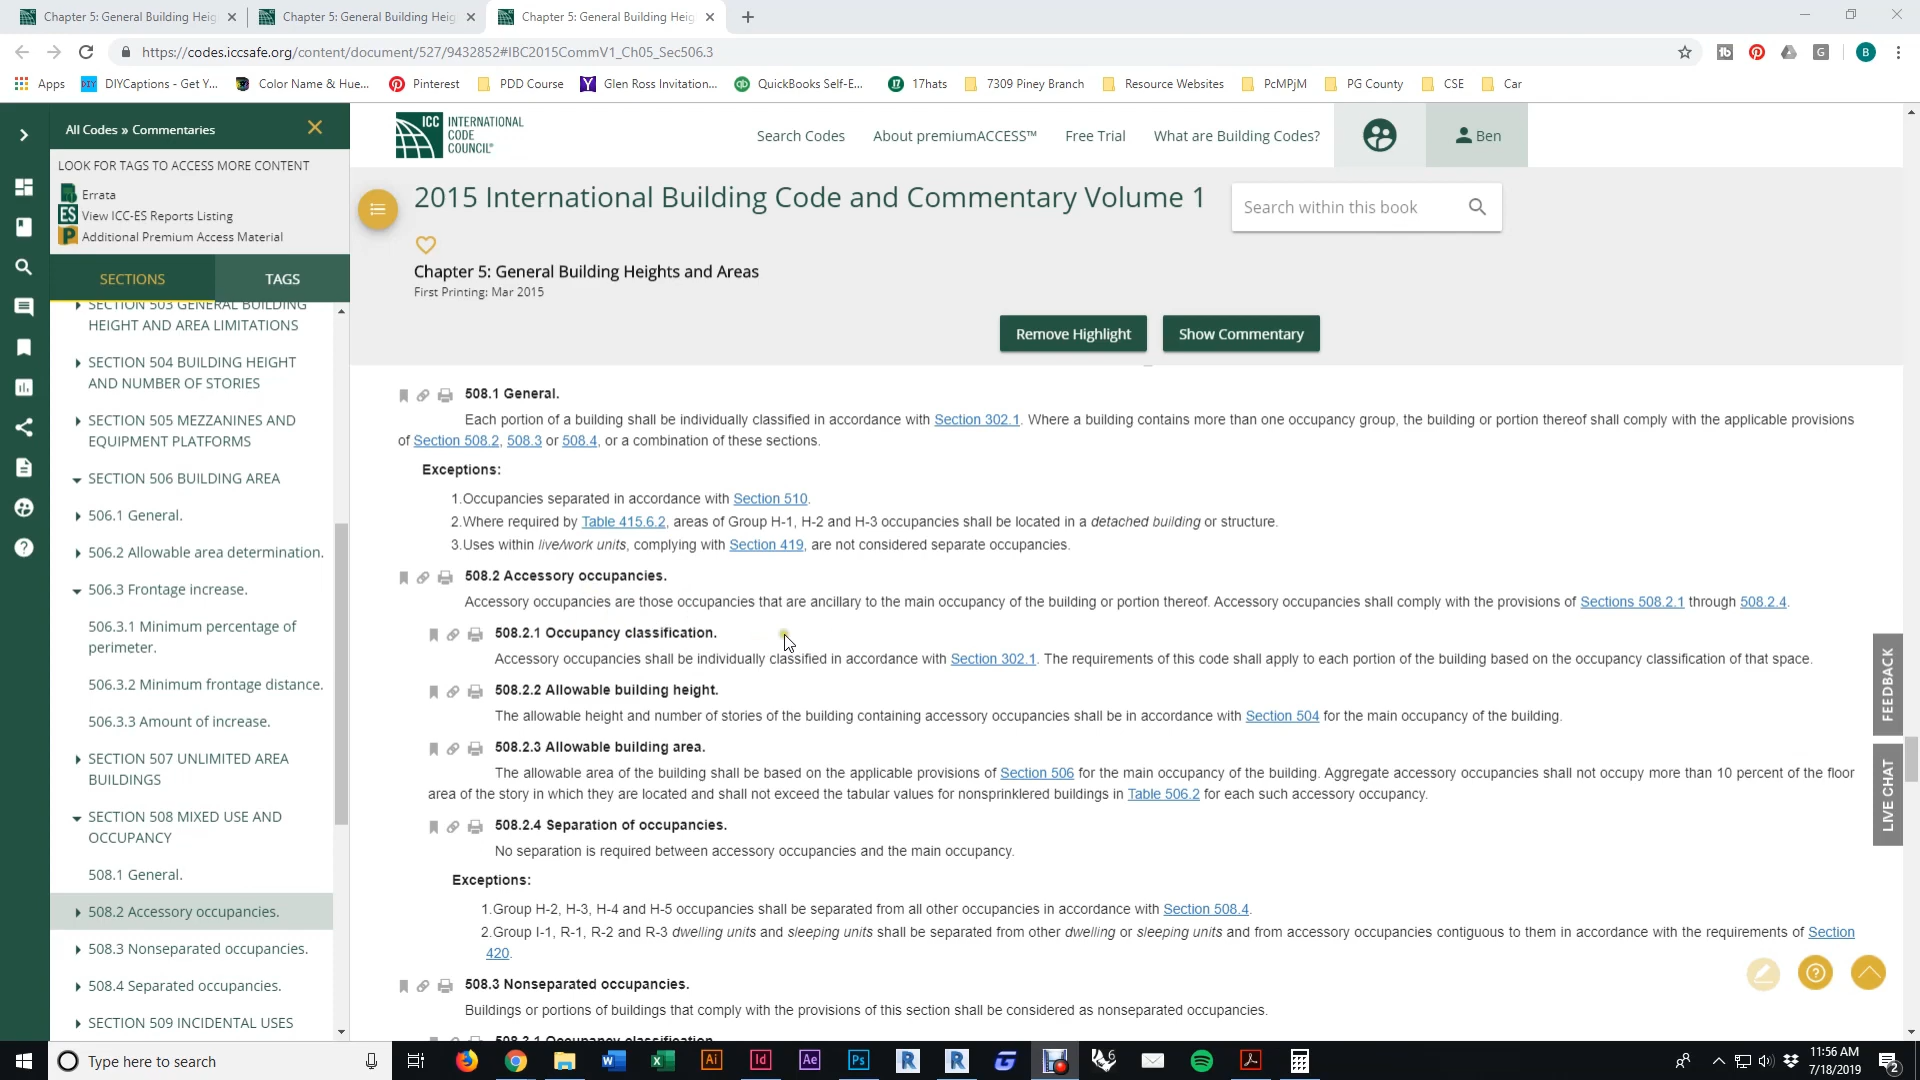 Chapter 5: General Building Heig
Chapter 5: General Building Heig
Chapter 5: General Building Heig
https://codes.iccsafe.org/content/document/527/9432852#IBC2015CommV1_Ch05_Sec506.3
B
Apps DIYCaptions - Get Y... Color Name & Hue... Pinterest PDD Course Glen Ross Invitation... QuickBooks Self-E... 17hats 7309 Piney Branch Resource Websites PcMPjM PG County CSE Car
All Codes » Commentaries
LOOK FOR TAGS TO ACCESS MORE CONTENT
Errata
ES View ICC-ES Reports Listing
P Additional Premium Access Material
SECTIONS TAGS
SECTION 503 GENERAL BUILDING
HEIGHT AND AREA LIMITATIONS
SECTION 504 BUILDING HEIGHT
AND NUMBER OF STORIES
SECTION 505 MEZZANINES AND
EQUIPMENT PLATFORMS
SECTION 506 BUILDING AREA
506.1 General.
506.2 Allowable area determination.
506.3 Frontage increase.
506.3.1 Minimum percentage of
perimeter.
506.3.2 Minimum frontage distance.
506.3.3 Amount of increase.
SECTION 507 UNLIMITED AREA
BUILDINGS
SECTION 508 MIXED USE AND
OCCUPANCY
508.1 General.
508.2 Accessory occupancies.
508.3 Nonseparated occupancies.
508.4 Separated occupancies.
SECTION 509 INCIDENTAL USES
ICC INTERNATIONAL
CODE
COUNCIL®
Search Codes About premiumACCESS™ Free Trial What are Building Codes? Ben
2015 International Building Code and Commentary Volume 1
Search within this book
Chapter 5: General Building Heights and Areas
First Printing: Mar 2015
Remove Highlight Show Commentary
508.1 General.
Each portion of a building shall be individually classified in accordance with Section 302.1. Where a building contains more than one occupancy group, the building or portion thereof shall comply with the applicable provisions
of Section 508.2, 508.3 or 508.4, or a combination of these sections.
Exceptions:
1.Occupancies separated in accordance with Section 510.
2.Where required by Table 415.6.2, areas of Group H-1, H-2 and H-3 occupancies shall be located in a detached building or structure.
3.Uses within live/work units, complying with Section 419, are not considered separate occupancies.
508.2 Accessory occupancies.
Accessory occupancies are those occupancies that are ancillary to the main occupancy of the building or portion thereof. Accessory occupancies shall comply with the provisions of Sections 508.2.1 through 508.2.4.
508.2.1 Occupancy classification.
Accessory occupancies shall be individually classified in accordance with Section 302.1. The requirements of this code shall apply to each portion of the building based on the occupancy classification of that space.
508.2.2 Allowable building height.
The allowable height and number of stories of the building containing accessory occupancies shall be in accordance with Section 504 for the main occupancy of the building.
508.2.3 Allowable building area.
The allowable area of the building shall be based on the applicable provisions of Section 506 for the main occupancy of the building. Aggregate accessory occupancies shall not occupy more than 10 percent of the floor
area of the story in which they are located and shall not exceed the tabular values for nonsprinklered buildings in Table 506.2 for each such accessory occupancy.
508.2.4 Separation of occupancies.
No separation is required between accessory occupancies and the main occupancy.
Exceptions:
1.Group H-2, H-3, H-4 and H-5 occupancies shall be separated from all other occupancies in accordance with Section 508.4.
2.Group I-1, R-1, R-2 and R-3 dwelling units and sleeping units shall be separated from other dwelling or sleeping units and from accessory occupancies contiguous to them in accordance with the requirements of Section
420.
508.3 Nonseparated occupancies.
Buildings or portions of buildings that comply with the provisions of this section shall be considered as nonseparated occupancies.
508.3.1 Occupancy classification.
FEEDBACK
LIVE CHAT
Type here to search
11:56 AM
7/18/2019
2